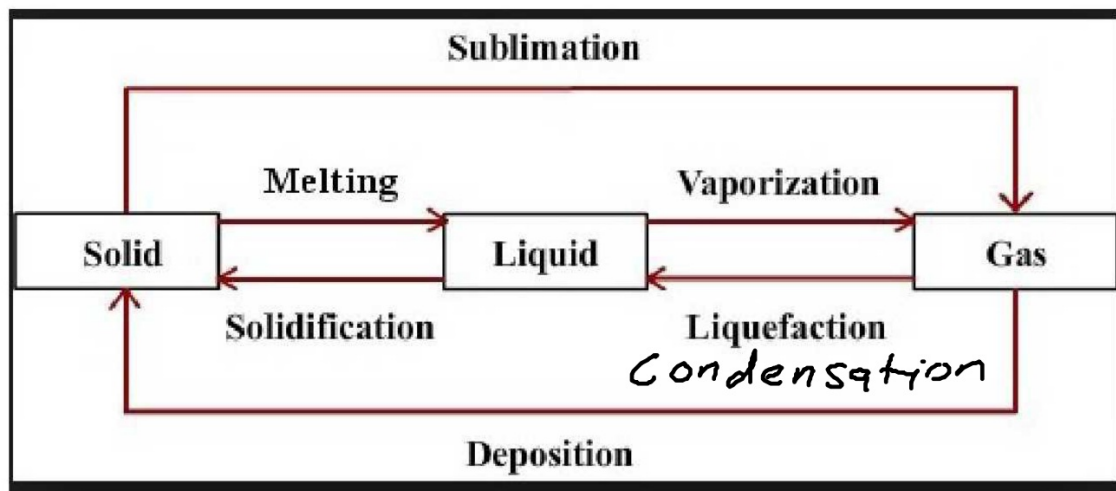 Sublimation
Melting Vaporization
Solid Liquid Gas
Solidification Liquefaction
Condensation
Deposition